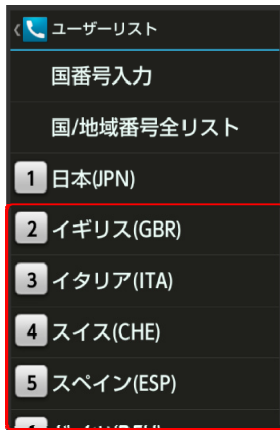 ユーザーリスト
国番号入力
国/地域番号全リスト
1 日本(JPN)
2 イギリス(GBR)
3 イタリア(ITA)
4 スイス(CHE)
5 スペイン(ESP)